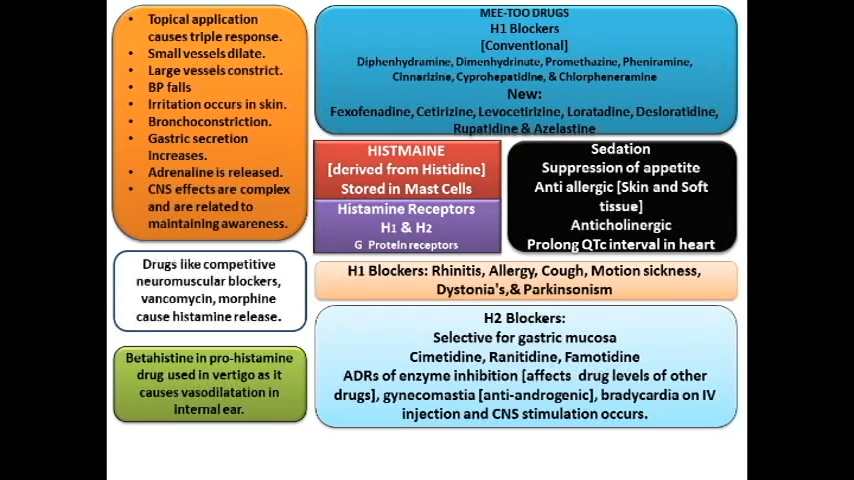 • Topical application
causes triple response.
• Small vessels dilate.
• Large vessels constrict.
• BP falls
• Irritation occurs in skin.
• Bronchoconstriction.
• Gastric secretion
increases.
• Adrenaline is released.
• CNS effects are complex
and are related to
maintaining awareness.
Drugs like competitive
neuromuscular blockers,
vancomycin, morphine
cause histamine release.
Betahistine in pro-histamine
drug used in vertigo as it
causes vasodilatation in
internal ear.
MEE-TOO DRUGS
H1 Blockers
[Conventional]
Diphenhydramine, Dimenhydrinate, Promethazine, Pheniramine,
Cinnarizine, Cyprohepatidine, & Chlorpheneramine
New:
Fexofenadine, Cetirizine, Levocetirizine, Loratadine, Desloratidine,
Rupatidine & Azelastine
HISTMAINE
[derived from Histidine]
Stored in Mast Cells
Histamine Receptors
H1 & H2
G Protein receptors
Sedation
Suppression of appetite
Anti allergic [Skin and Soft
tissue]
Anticholinergic
Prolong QTc interval in heart
H1 Blockers: Rhinitis, Allergy, Cough, Motion sickness,
Dystonia's,& Parkinsonism
H2 Blockers:
Selective for gastric mucosa
Cimetidine, Ranitidine, Famotidine
ADRs of enzyme inhibition [affects drug levels of other
drugs], gynecomastia [anti-androgenic], bradycardia on IV
injection and CNS stimulation occurs.